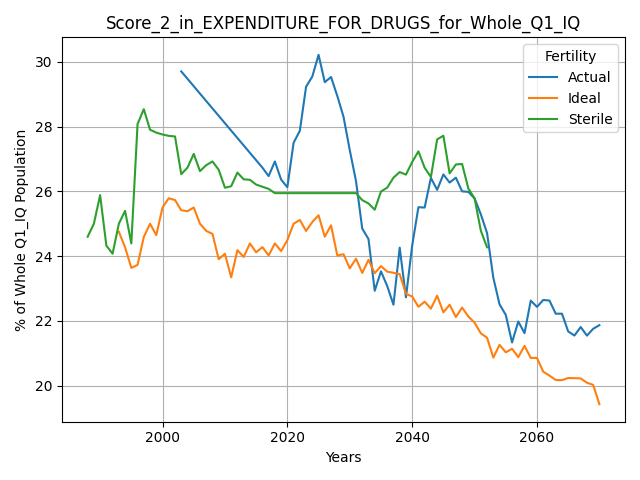 Score_2_in_EXPENDITURE_FOR_DRUGS_for_Whole_Q1_IQ
Fertility
Actual
Ideal
Sterile
% of Whole Q1_IQ Population
30
28
26
24
22
20
2000
2020
2040
2060
Years